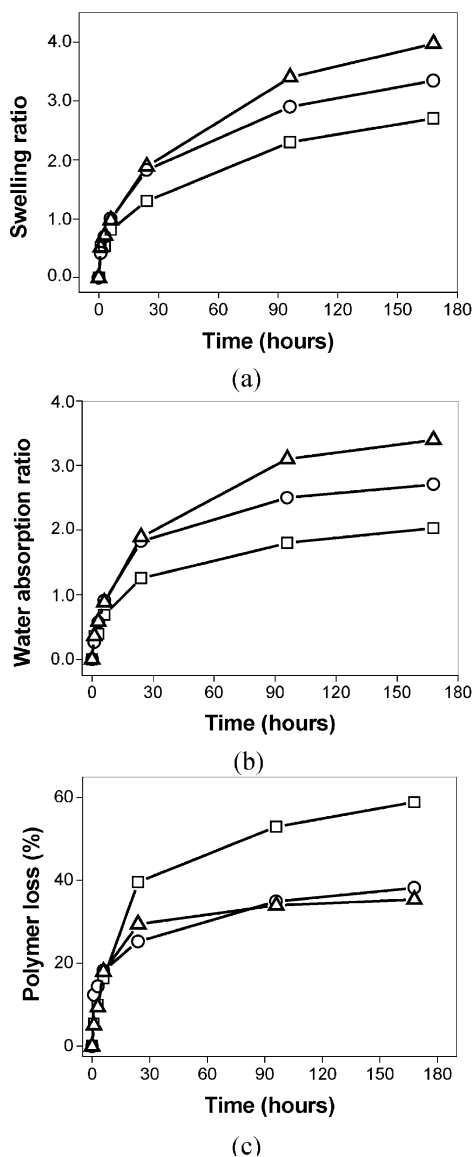 Swelling ratio
4.0
3.0
2.0
1.0
0.0
0 30 60 90 120 150 180
Time (hours)
(a)
Water absorption ratio
4.0
3.0
2.0
1.0
0.0
0 30 60 90 120 150 180
Time (hours)
(b)
Polymer loss (%)
60
40
20
0
0 30 60 90 120 150 180
Time (hours)
(c)